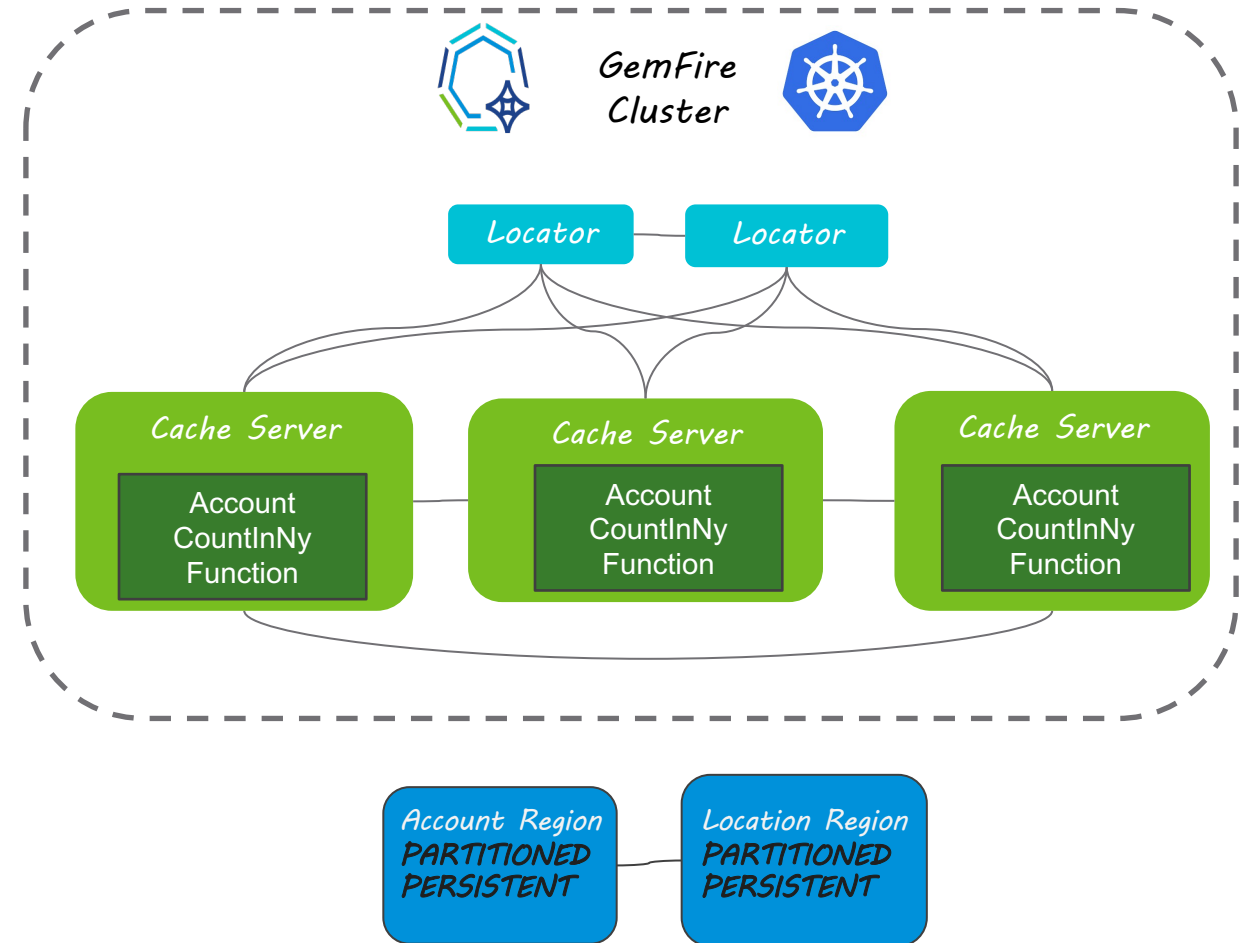 GemFire
Cluster
Locator
Locator
Cache Server
Account
CountInNy
Function
Cache Server
Account
CountInNy
Function
Cache Server
Account
CountInNy
Function
Account Region
PARTITIONED
PERSISTENT
Location Region
PARTITIONED
PERSISTENT